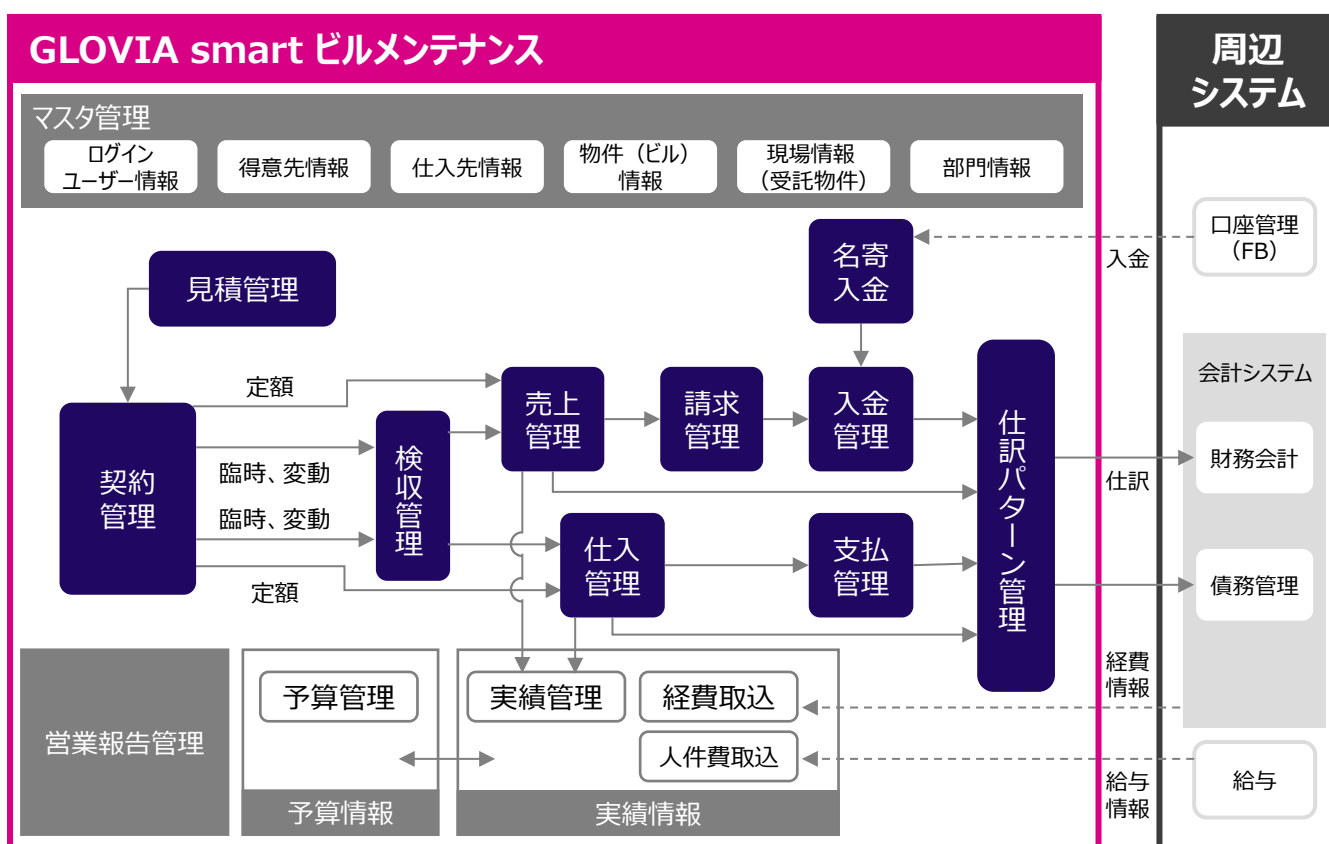 GLOVIA smart ビルメンテナンス
周辺
システム
マスタ管理
ログイン
ユーザー情報
得意先情報
仕入先情報
物件（ビル）
情報
現場情報
（受託物件）
部門情報
名寄
入金
入金
口座管理
（FB）
見積管理
定額
臨時、変動
臨時、変動
定額
契約
管理
検収管理
売上
管理
請求
管理
入金
管理
仕入
管理
支払
管理
仕訳パターン管理
仕訳
会計システム
財務会計
債務管理
経費
情報
給与
情報
給与
営業報告管理
予算管理
予算情報
実績管理
経費取込
人件費取込
実績情報